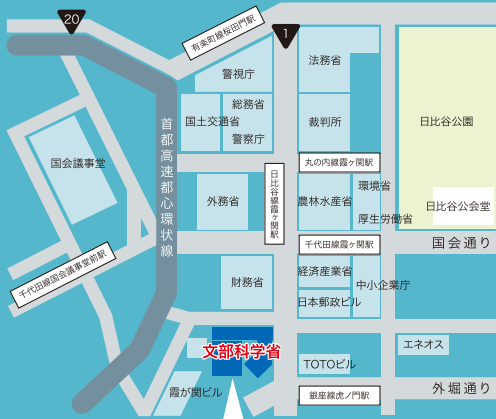 20
有楽町線桜田門駅
1
法務省
警視庁
総務省
国土交通省
警察庁
裁判所
日比谷公園
首都高速都心環状線
国会議事堂
丸の内線霞ヶ関駅
日比谷線霞ヶ関駅
外務省
農林水産省
環境省
厚生労働省
日比谷公会堂
千代田線霞ヶ関駅
国会通り
千代田線国会議事堂前駅
財務省
経済産業省
中小企業庁
日本郵政ビル
文部科学省
エネオス
TOTOビル
霞が関ビル
銀座線虎ノ門駅
外堀通り